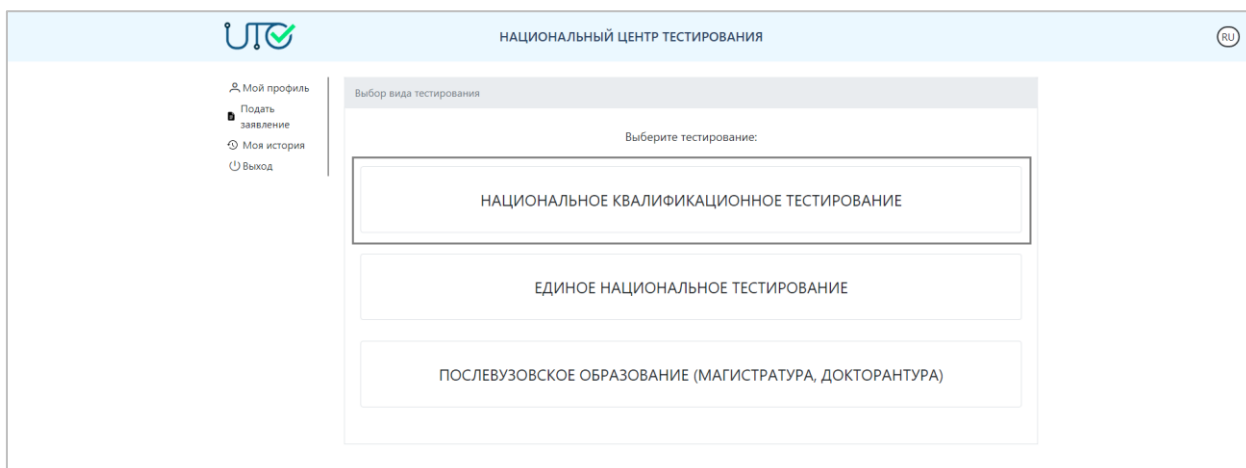 НАЦИОНАЛЬНЫЙ ЦЕНТР ТЕСТИРОВАНИЯ
RU
Мой профиль
Подать
заявление
Моя история
Выход
Выбор вида тестирования
Выберите тестирование:
НАЦИОНАЛЬНОЕ КВАЛИФИКАЦИОННОЕ ТЕСТИРОВАНИЕ
ЕДИНОЕ НАЦИОНАЛЬНОЕ ТЕСТИРОВАНИЕ
ПОСЛЕВУЗОВСКОЕ ОБРАЗОВАНИЕ (МАГИСТРАТУРА, ДОКТОРАНТУРА)